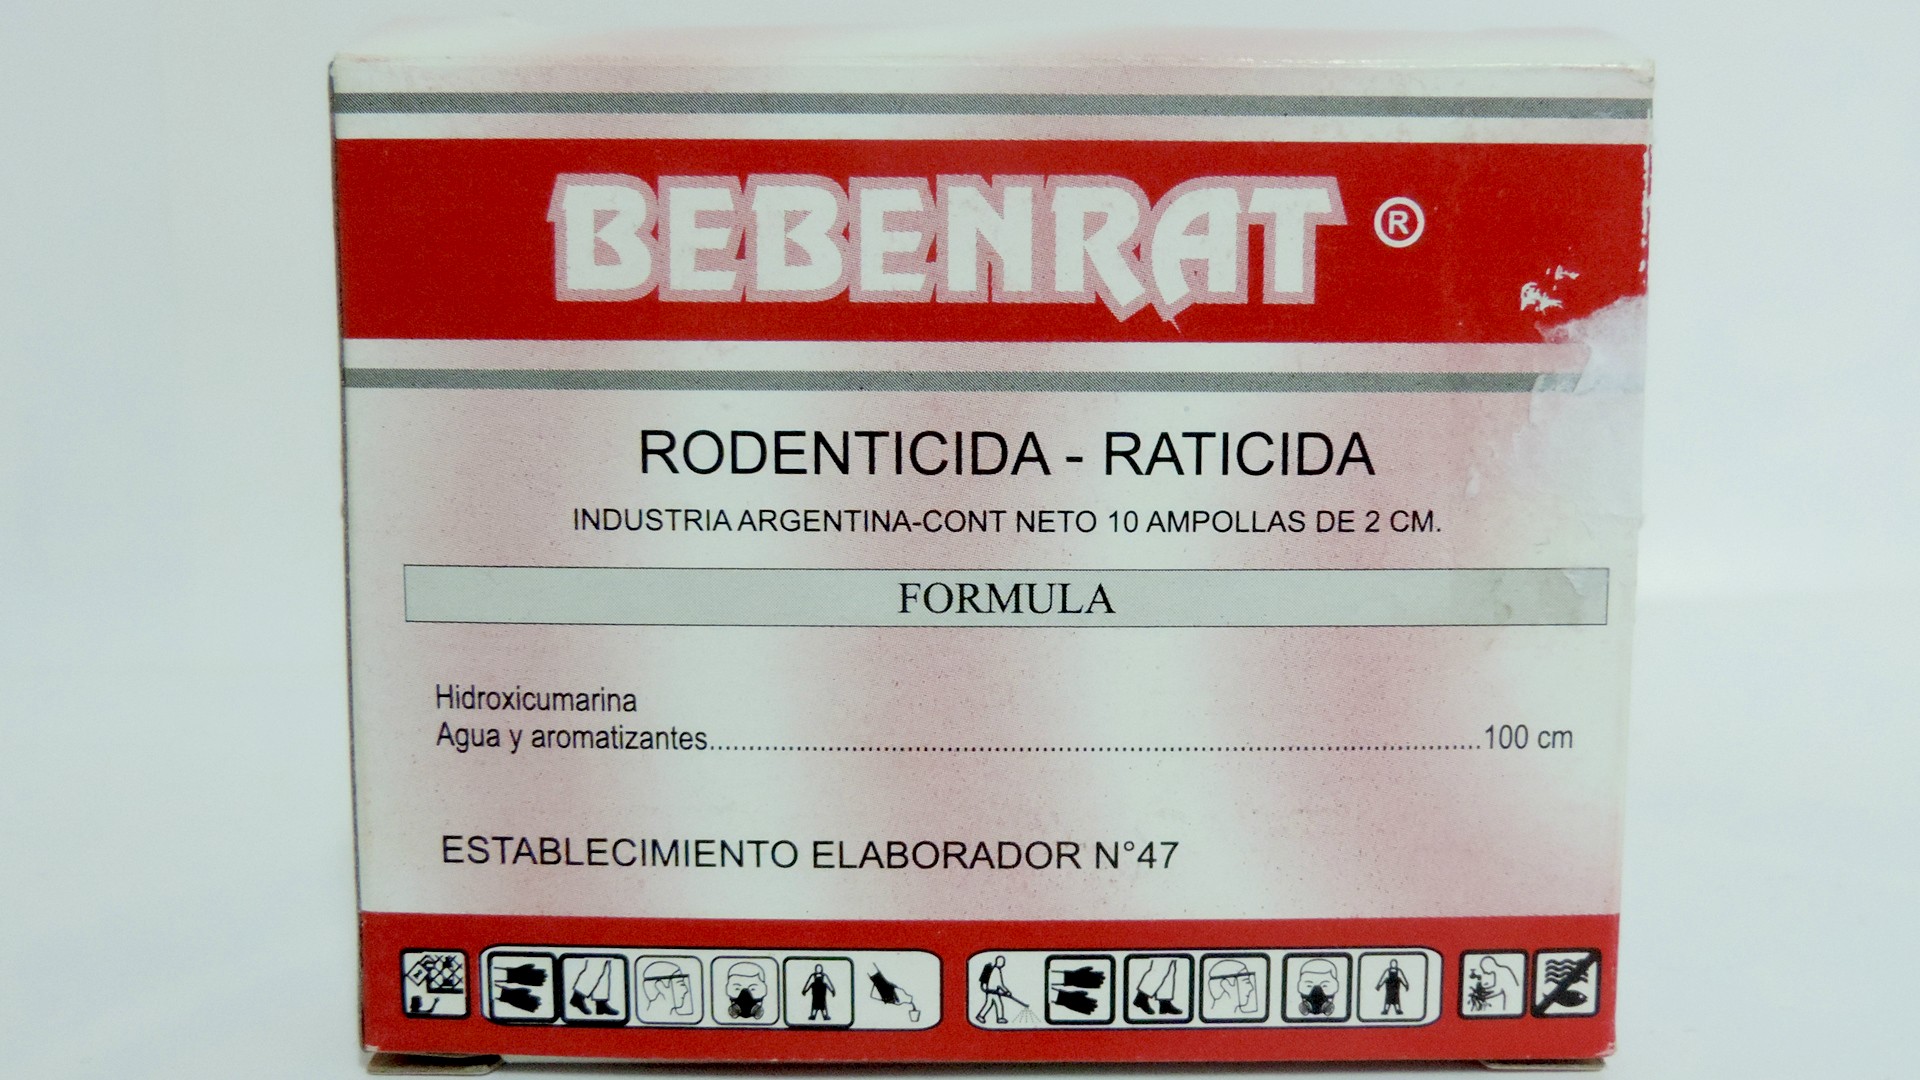 BEBENRAT ®
RODENTICIDA - RATICIDA
INDUSTRIA ARGENTINA-CONT NETO 10 AMPOLLAS DE 2 CM.
FORMULA
Hidroxicumarina
Agua y aromatizantes..........................................................................................................100 cm
ESTABLECIMIENTO ELABORADOR N°47